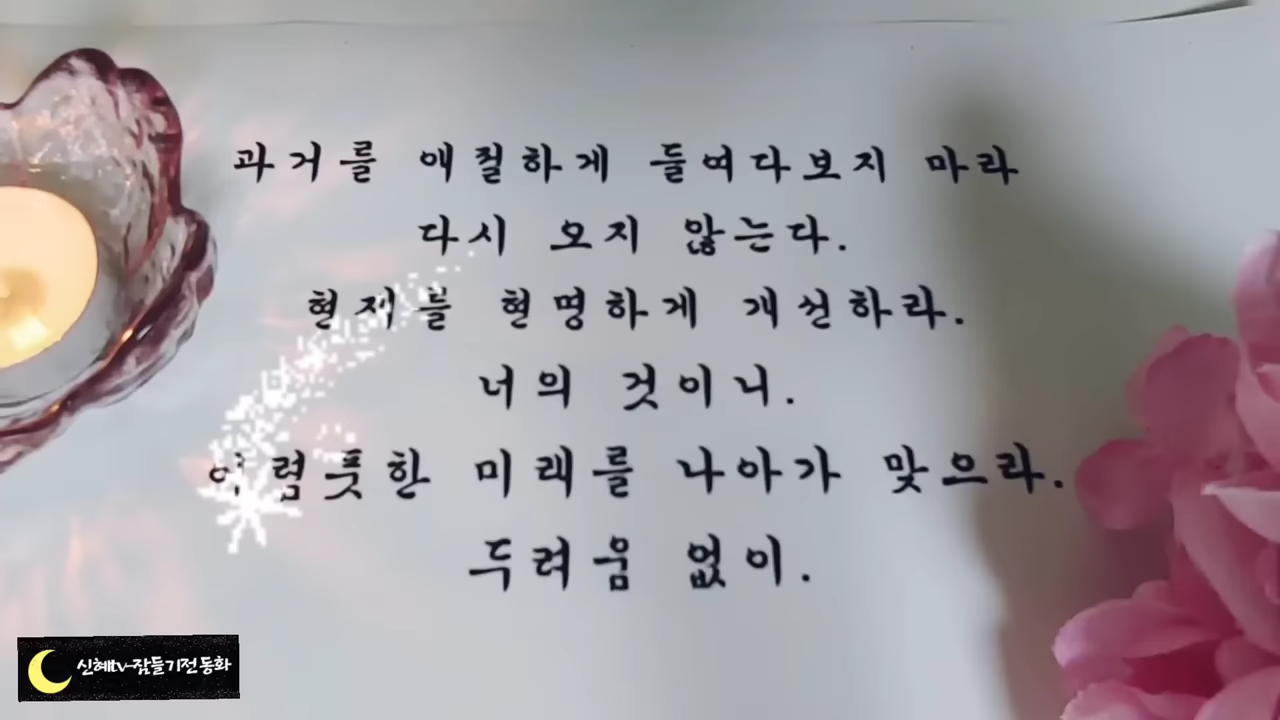 과거를 애절하게 들여다보지 마라
다시 오지 않는다.
현재를 현명하게 개선하라.
너의 것이니.
어렴풋한 미래를 나아가 맞으라.
두려움 없이.
신혜tv-잠들기전동화